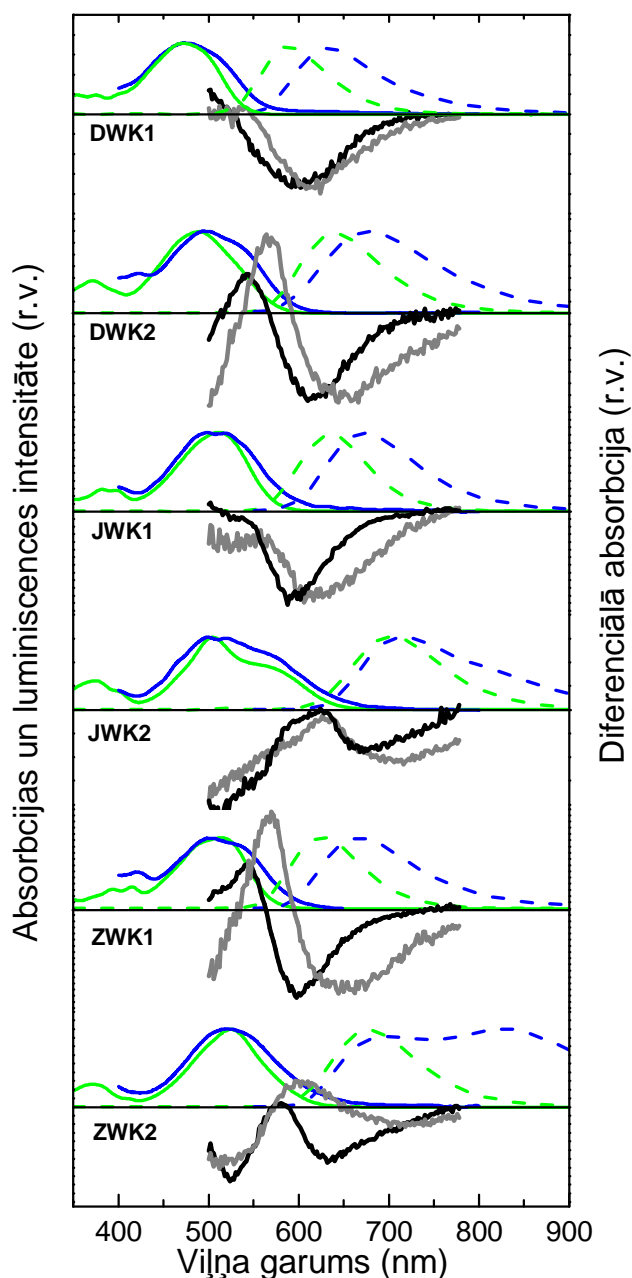 Absorbcijas un luminiscences intensitāte (r.v.)
DWK1
DWK2
JWK1
JWK2
ZWK1
ZWK2
Diferenciālā absorbcija (r.v.)
400 500 600 700 800 900
Viļņa garums (nm)